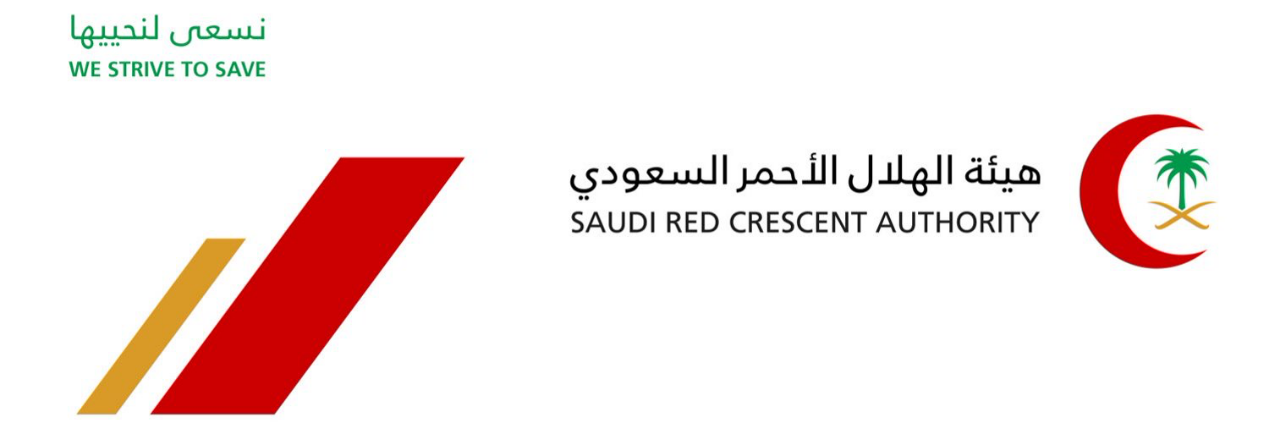 نسعى لنحييها
WE STRIVE TO SAVE
هيئة الهلال الأحمر السعودي
SAUDI RED CRESCENT AUTHORITY